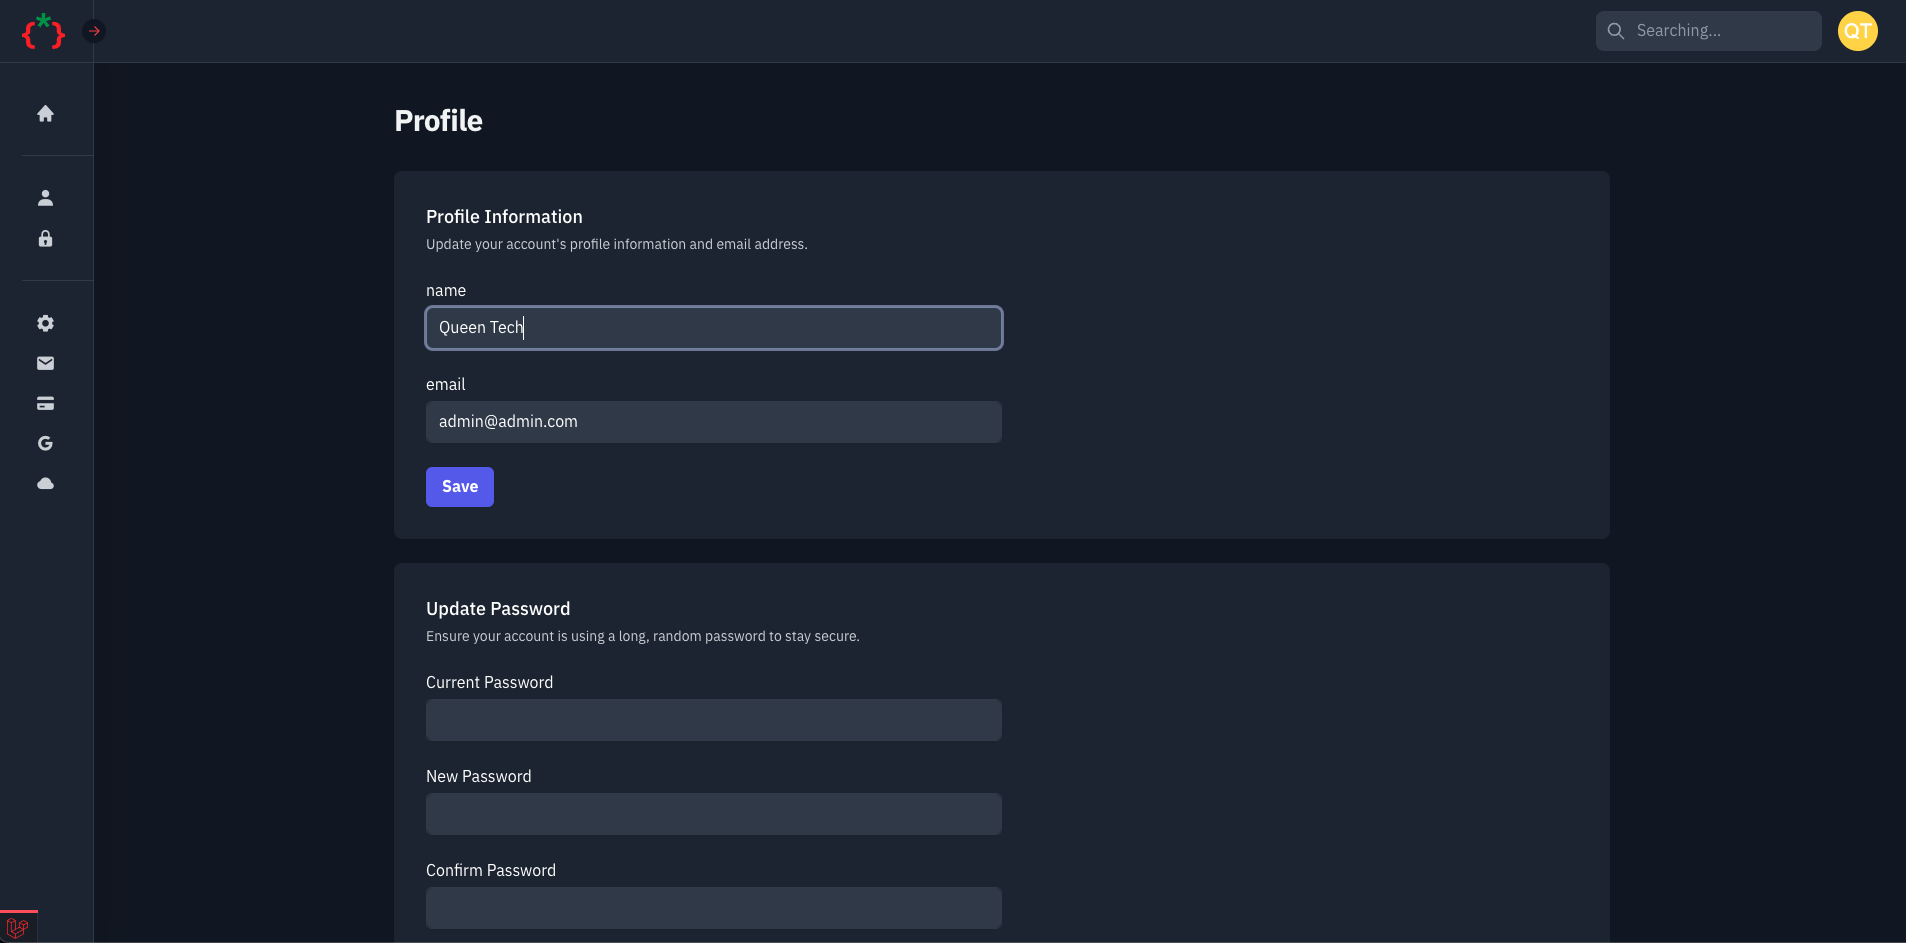 {*}
Searching...
QT
Profile
Profile Information
Update your account's profile information and email address.
name
Queen Tech
email
admin@admin.com
Save
Update Password
Ensure your account is using a long, random password to stay secure.
Current Password
New Password
Confirm Password